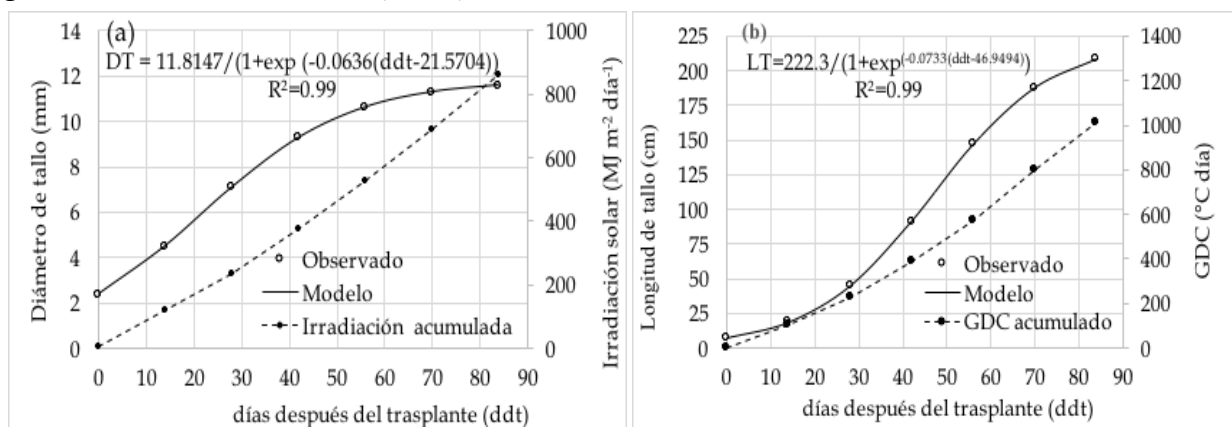 (a)
DT = 11.8147/(1+exp (-0.0636(ddt-21.5704))
R²=0.99
Diámetro de tallo (mm)
14
12
10
8
6
4
2
0
1000
800
600
400
200
0
Irradiación solar (MJ m⁻² día⁻¹)
Observado
Modelo
Irradiación acumulada
0 10 20 30 40 50 60 70 80 90
días después del trasplante (ddt)
(b)
LT=222.3/(1+exp⁽⁻⁰·⁰⁷³³⁽ddt-46.9494⁾⁾
R²=0.99
Longitud de tallo (cm)
225
200
175
150
125
100
75
50
25
0
1400
1200
1000
800
600
400
200
0
GDC (°C día)
Observado
Modelo
GDC acumulado
0 10 20 30 40 50 60 70 80 90
días después del trasplante (ddt)